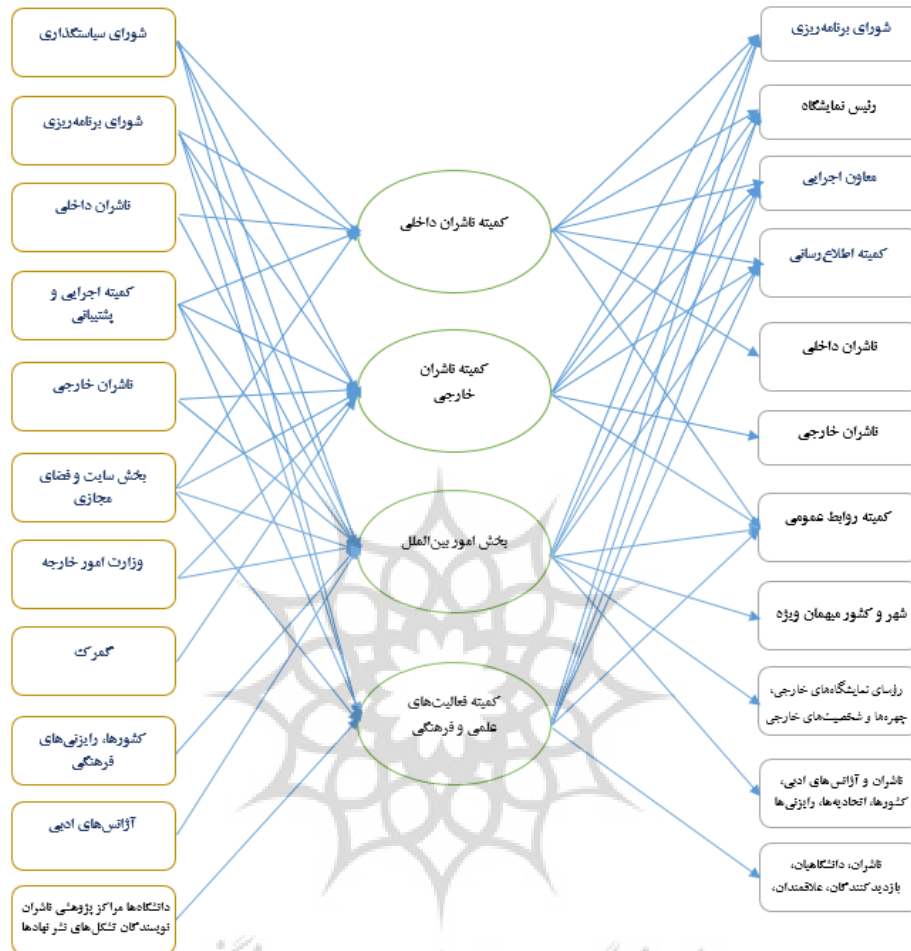 شورای سیاستگذاری
شورای برنامه‌ریزی
ناشران داخلی
کمیته اجرایی و
پشتیبانی
ناشران خارجی
بخش سایت و فضای
مجازی
وزارت امور خارجه
گمرک
کشورها، رایزنی‌های
فرهنگی
آژانس‌های ادبی
دانشگاه‌ها مراکز پژوهشی ناشران
نویسندگان تشکل‌های نشر نهادها
کمیته ناشران داخلی
کمیته ناشران
خارجی
بخش امور بین‌الملل
کمیته فعالیت‌های
علمی و فرهنگی
شورای برنامه‌ریزی
رئیس نمایشگاه
معاون اجرایی
کمیته اطلاع‌رسانی
ناشران داخلی
ناشران خارجی
کمیته روابط عمومی
شهر و کشور میهمان ویژه
رؤسای نمایشگاه‌های خارجی،
چهره‌ها و شخصیت‌های خارجی
ناشران و آژانس‌های ادبی،
کشورها، اتحادیه‌ها، رایزنی‌ها
ناشران، دانشگاهیان،
بازدیدکنندگان، علاقمندان،